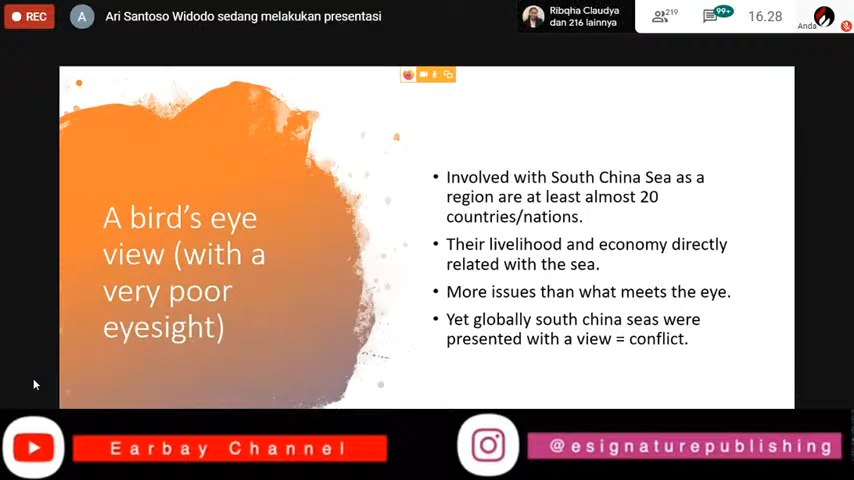 REC
A
Ari Santoso Widodo sedang melakukan presentasi
Ribqha Claudya
dan 216 lainnya
219
99+
16.28
Anda
A bird's eye
view (with a
very poor
eyesight)
• Involved with South China Sea as a
region are at least almost 20
countries/nations.
• Their livelihood and economy directly
related with the sea.
• More issues than what meets the eye.
• Yet globally south china seas were
presented with a view = conflict.
Earbay Channel
@esignaturepublishing